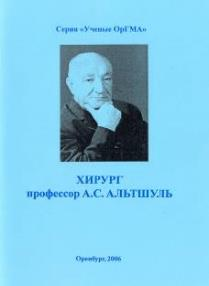 Серия «Ученые ОрГМА»
ХИРУРГ
профессор А.С. АЛЬТШУЛЬ
Оренбург, 2006